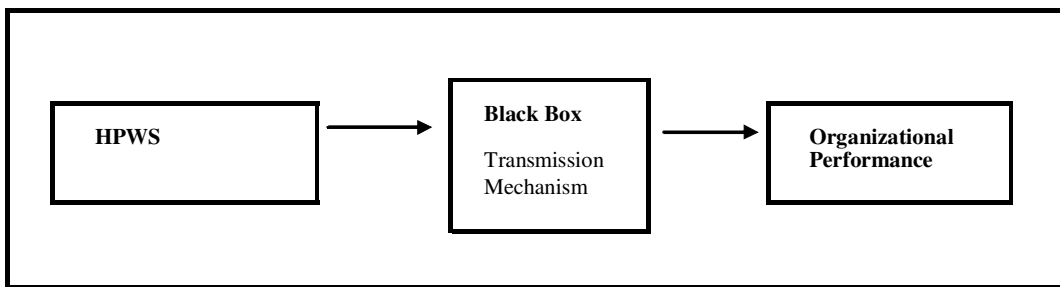 HPWS
Black Box
Transmission
Mechanism
Organizational
Performance